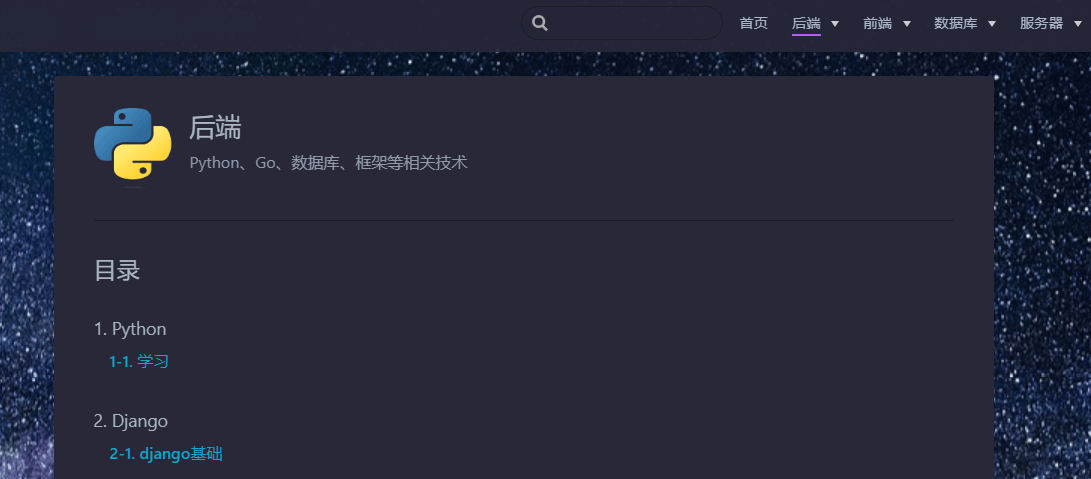 首页 后端 前端 数据库 服务器
后端
Python、Go、数据库、框架等相关技术
目录
1. Python
1-1. 学习
2. Django
2-1. django基础